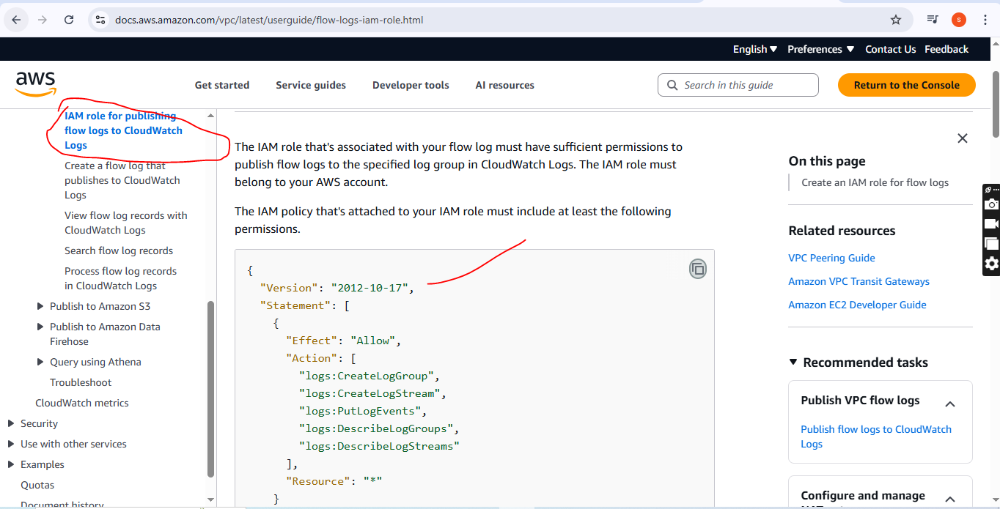 docs.aws.amazon.com/vpc/latest/userguide/flow-logs-iam-role.html
S
English Preferences Contact Us Feedback
aws
Get started Service guides Developer tools AI resources
Search in this guide
Return to the Console
IAM role for publishing
flow logs to CloudWatch
Logs
Create a flow log that
publishes to CloudWatch
Logs
View flow log records with
CloudWatch Logs
Search flow log records
Process flow log records
in CloudWatch Logs
Publish to Amazon S3
Publish to Amazon Data
Firehose
Query using Athena
Troubleshoot
CloudWatch metrics
Security
Use with other services
Examples
Quotas
Document history
The IAM role that's associated with your flow log must have sufficient permissions to
publish flow logs to the specified log group in CloudWatch Logs. The IAM role must
belong to your AWS account.
The IAM policy that's attached to your IAM role must include at least the following
permissions.
{
"Version": "2012-10-17",
"Statement": [
{
"Effect": "Allow",
"Action": [
"logs:CreateLogGroup",
"logs:CreateLogStream",
"logs:PutLogEvents",
"logs:DescribeLogGroups",
"logs:DescribeLogStreams"
],
"Resource": "*"
}
On this page
Create an IAM role for flow logs
Related resources
VPC Peering Guide
Amazon VPC Transit Gateways
Amazon EC2 Developer Guide
Recommended tasks
Publish VPC flow logs
Publish flow logs to CloudWatch
Logs
Configure and manage